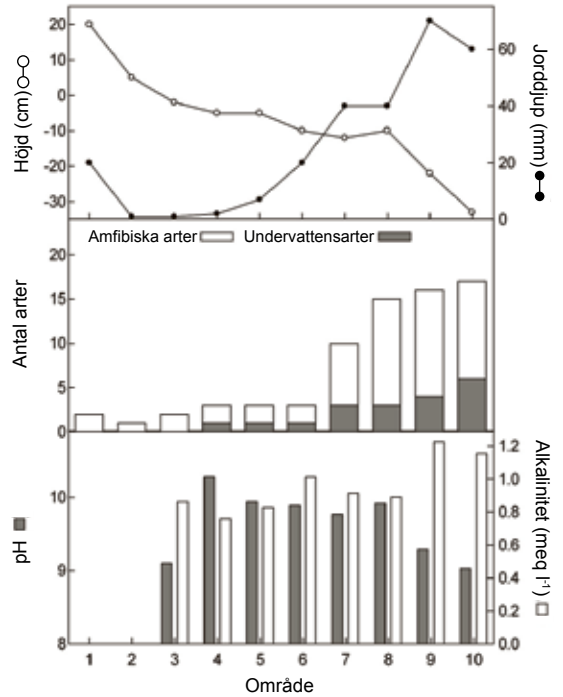 20
10
0
-10
-20
-30
Höjd (cm)
60
40
20
0
Jorddjup (mm)
Amfibiska arter
Undervattensarter
20
15
10
5
0
Antal arter
10
9
8
pH
1.2
1.0
0.8
0.6
0.4
0.2
0.0
Alkalinitet (meq l⁻¹)
1 2 3 4 5 6 7 8 9 10
Område